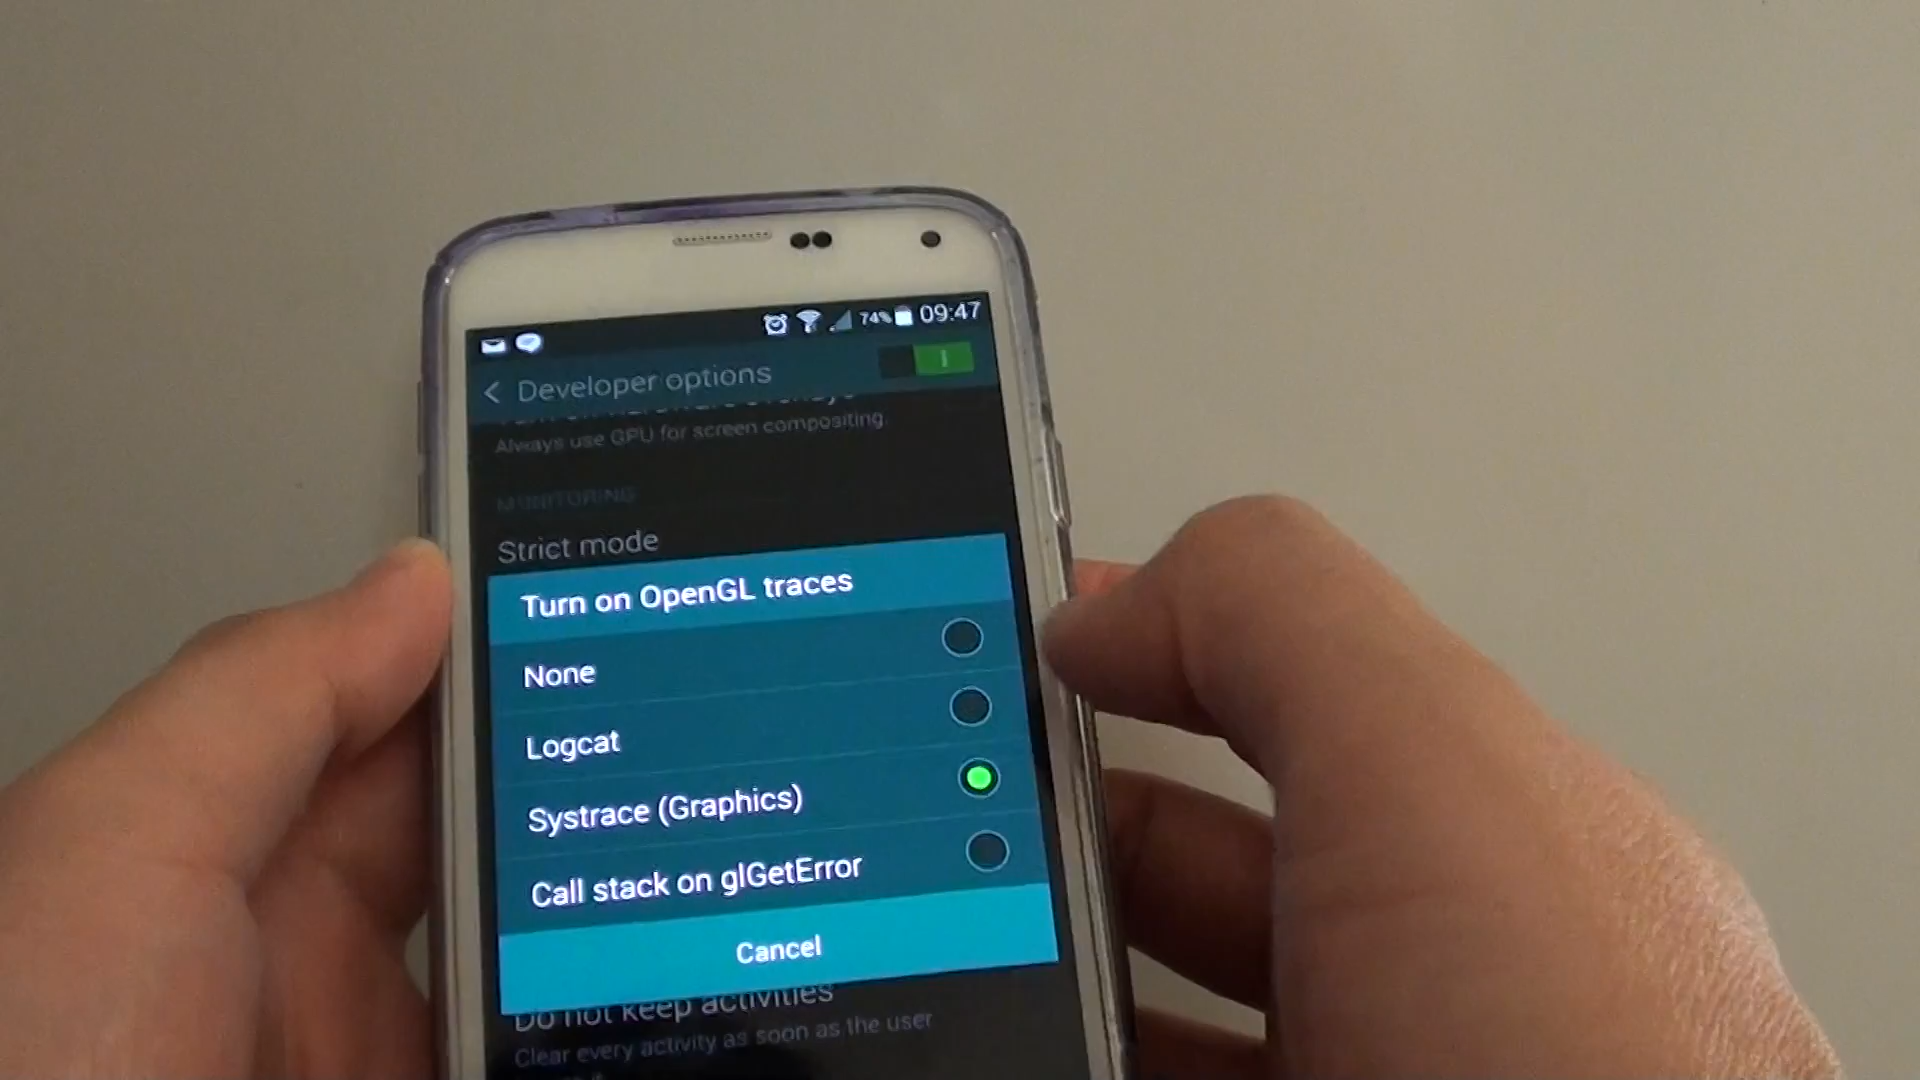 74% 09:47
Developer options
Always use GPU for screen compositing.
MONITORING
Strict mode
Turn on OpenGL traces
None
Logcat
Systrace (Graphics)
Call stack on glGetError
Cancel
Do not keep activities
Clear every activity as soon as the user